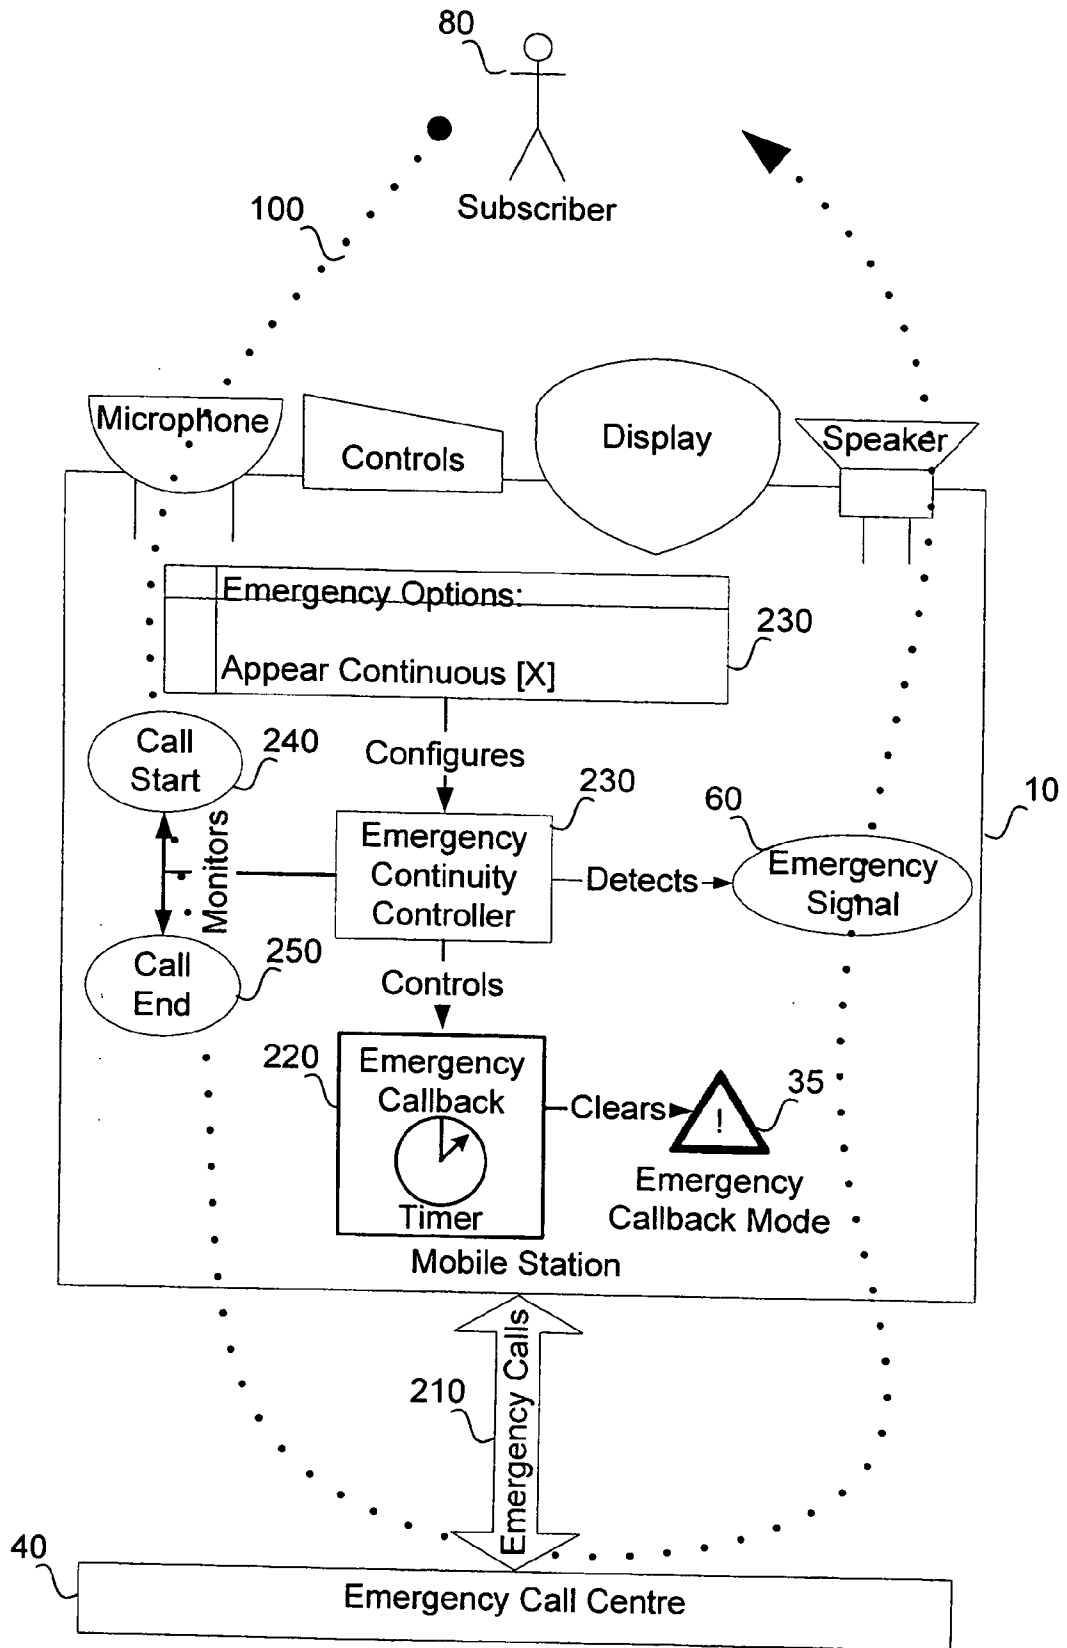 80
Subscriber
100
Microphone
Controls
Display
Speaker
Emergency Options:
230
Appear Continuous [X]
Call
Start
240
Configures
230
60
10
Monitors
Emergency
Continuity
Controller
Detects
Emergency
Signal
Call
End
250
Controls
220
Emergency
Callback
Timer
Clears
!
35
Emergency
Callback Mode
Mobile Station
210
Emergency Calls
40
Emergency Call Centre